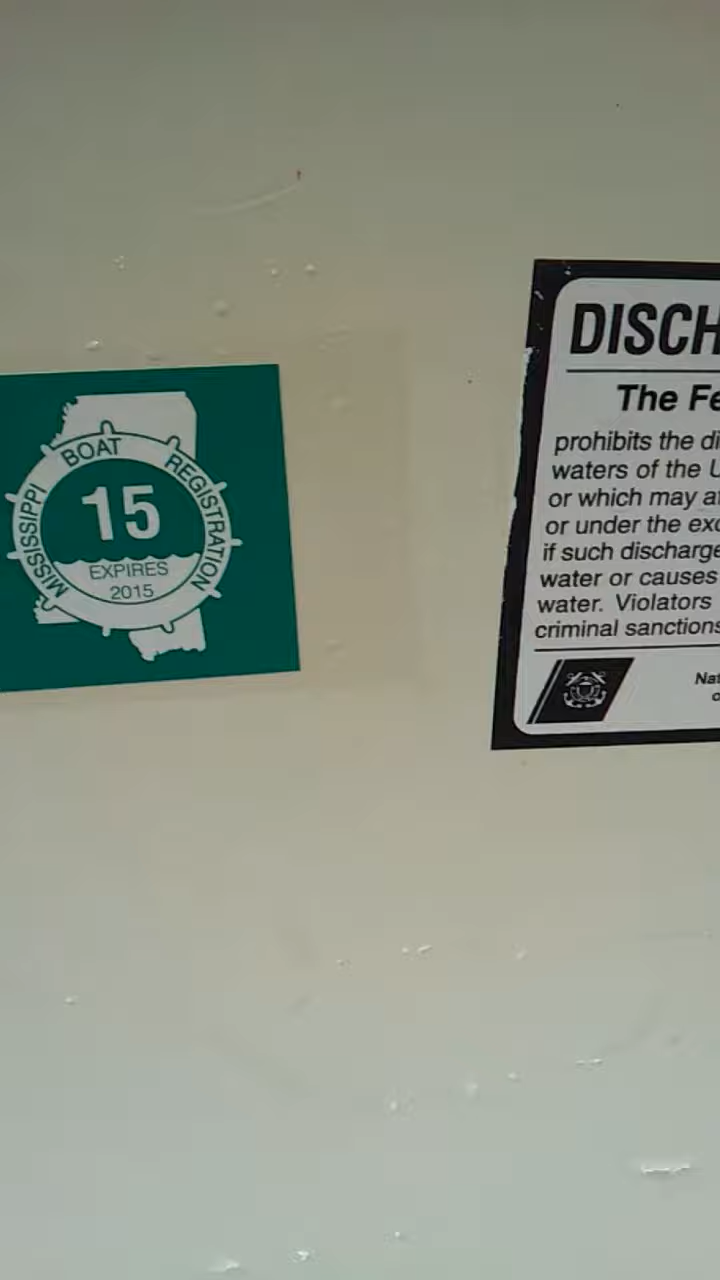 MISSISSIPPI BOAT REGISTRATION
15
EXPIRES
2015
DISCH
The Fe
prohibits the di
waters of the U
or which may a
or under the exc
if such discharge
water or causes
water. Violators
criminal sanctions
Nat
o